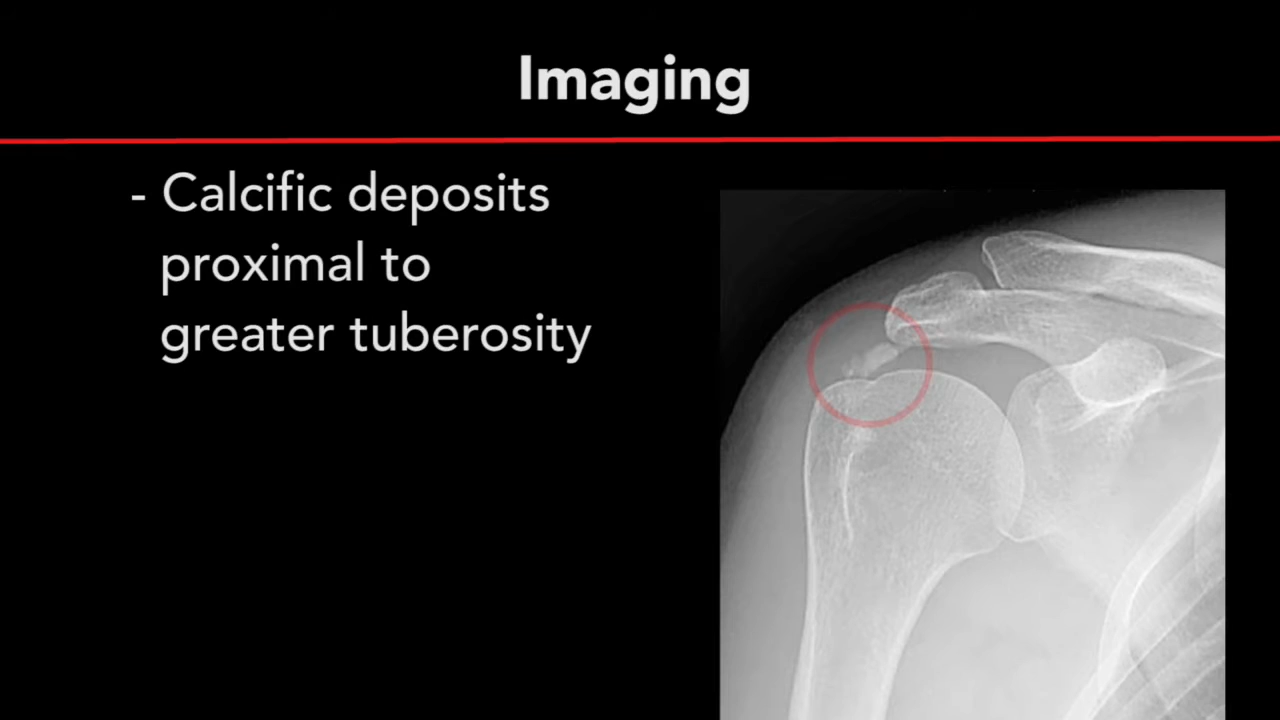 Imaging
- Calcific deposits
proximal to
greater tuberosity